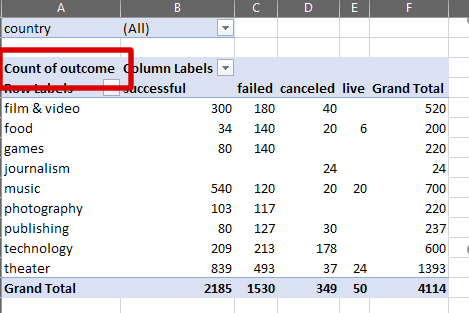 A B C D E F
country (All)
Count of outcome Column Labels
Row Labels successful failed canceled live Grand Total
film & video 300 180 40 520
food 34 140 20 6 200
games 80 140 220
journalism 24 24
music 540 120 20 20 700
photography 103 117 220
publishing 80 127 30 237
technology 209 213 178 600
theater 839 493 37 24 1393
Grand Total 2185 1530 349 50 4114